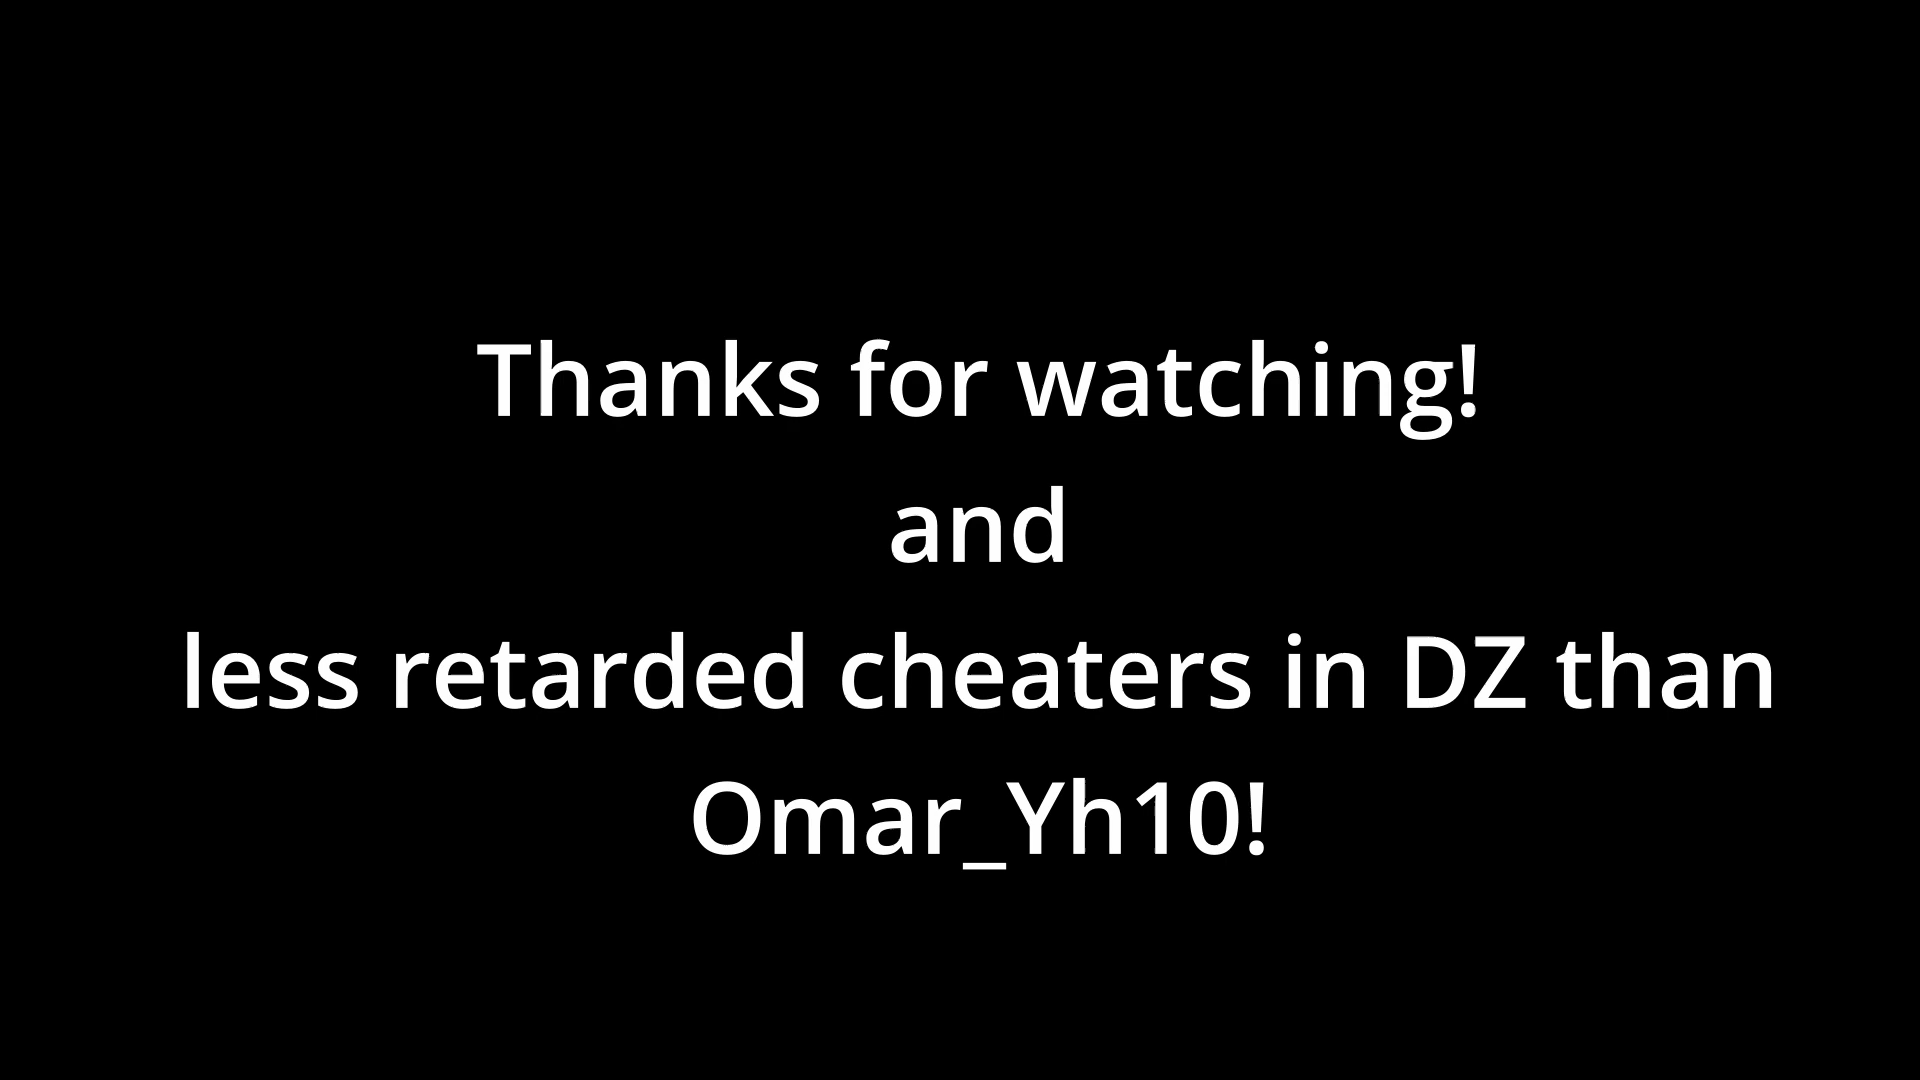 Thanks for watching!
and
less retarded cheaters in DZ than
Omar_Yh10!